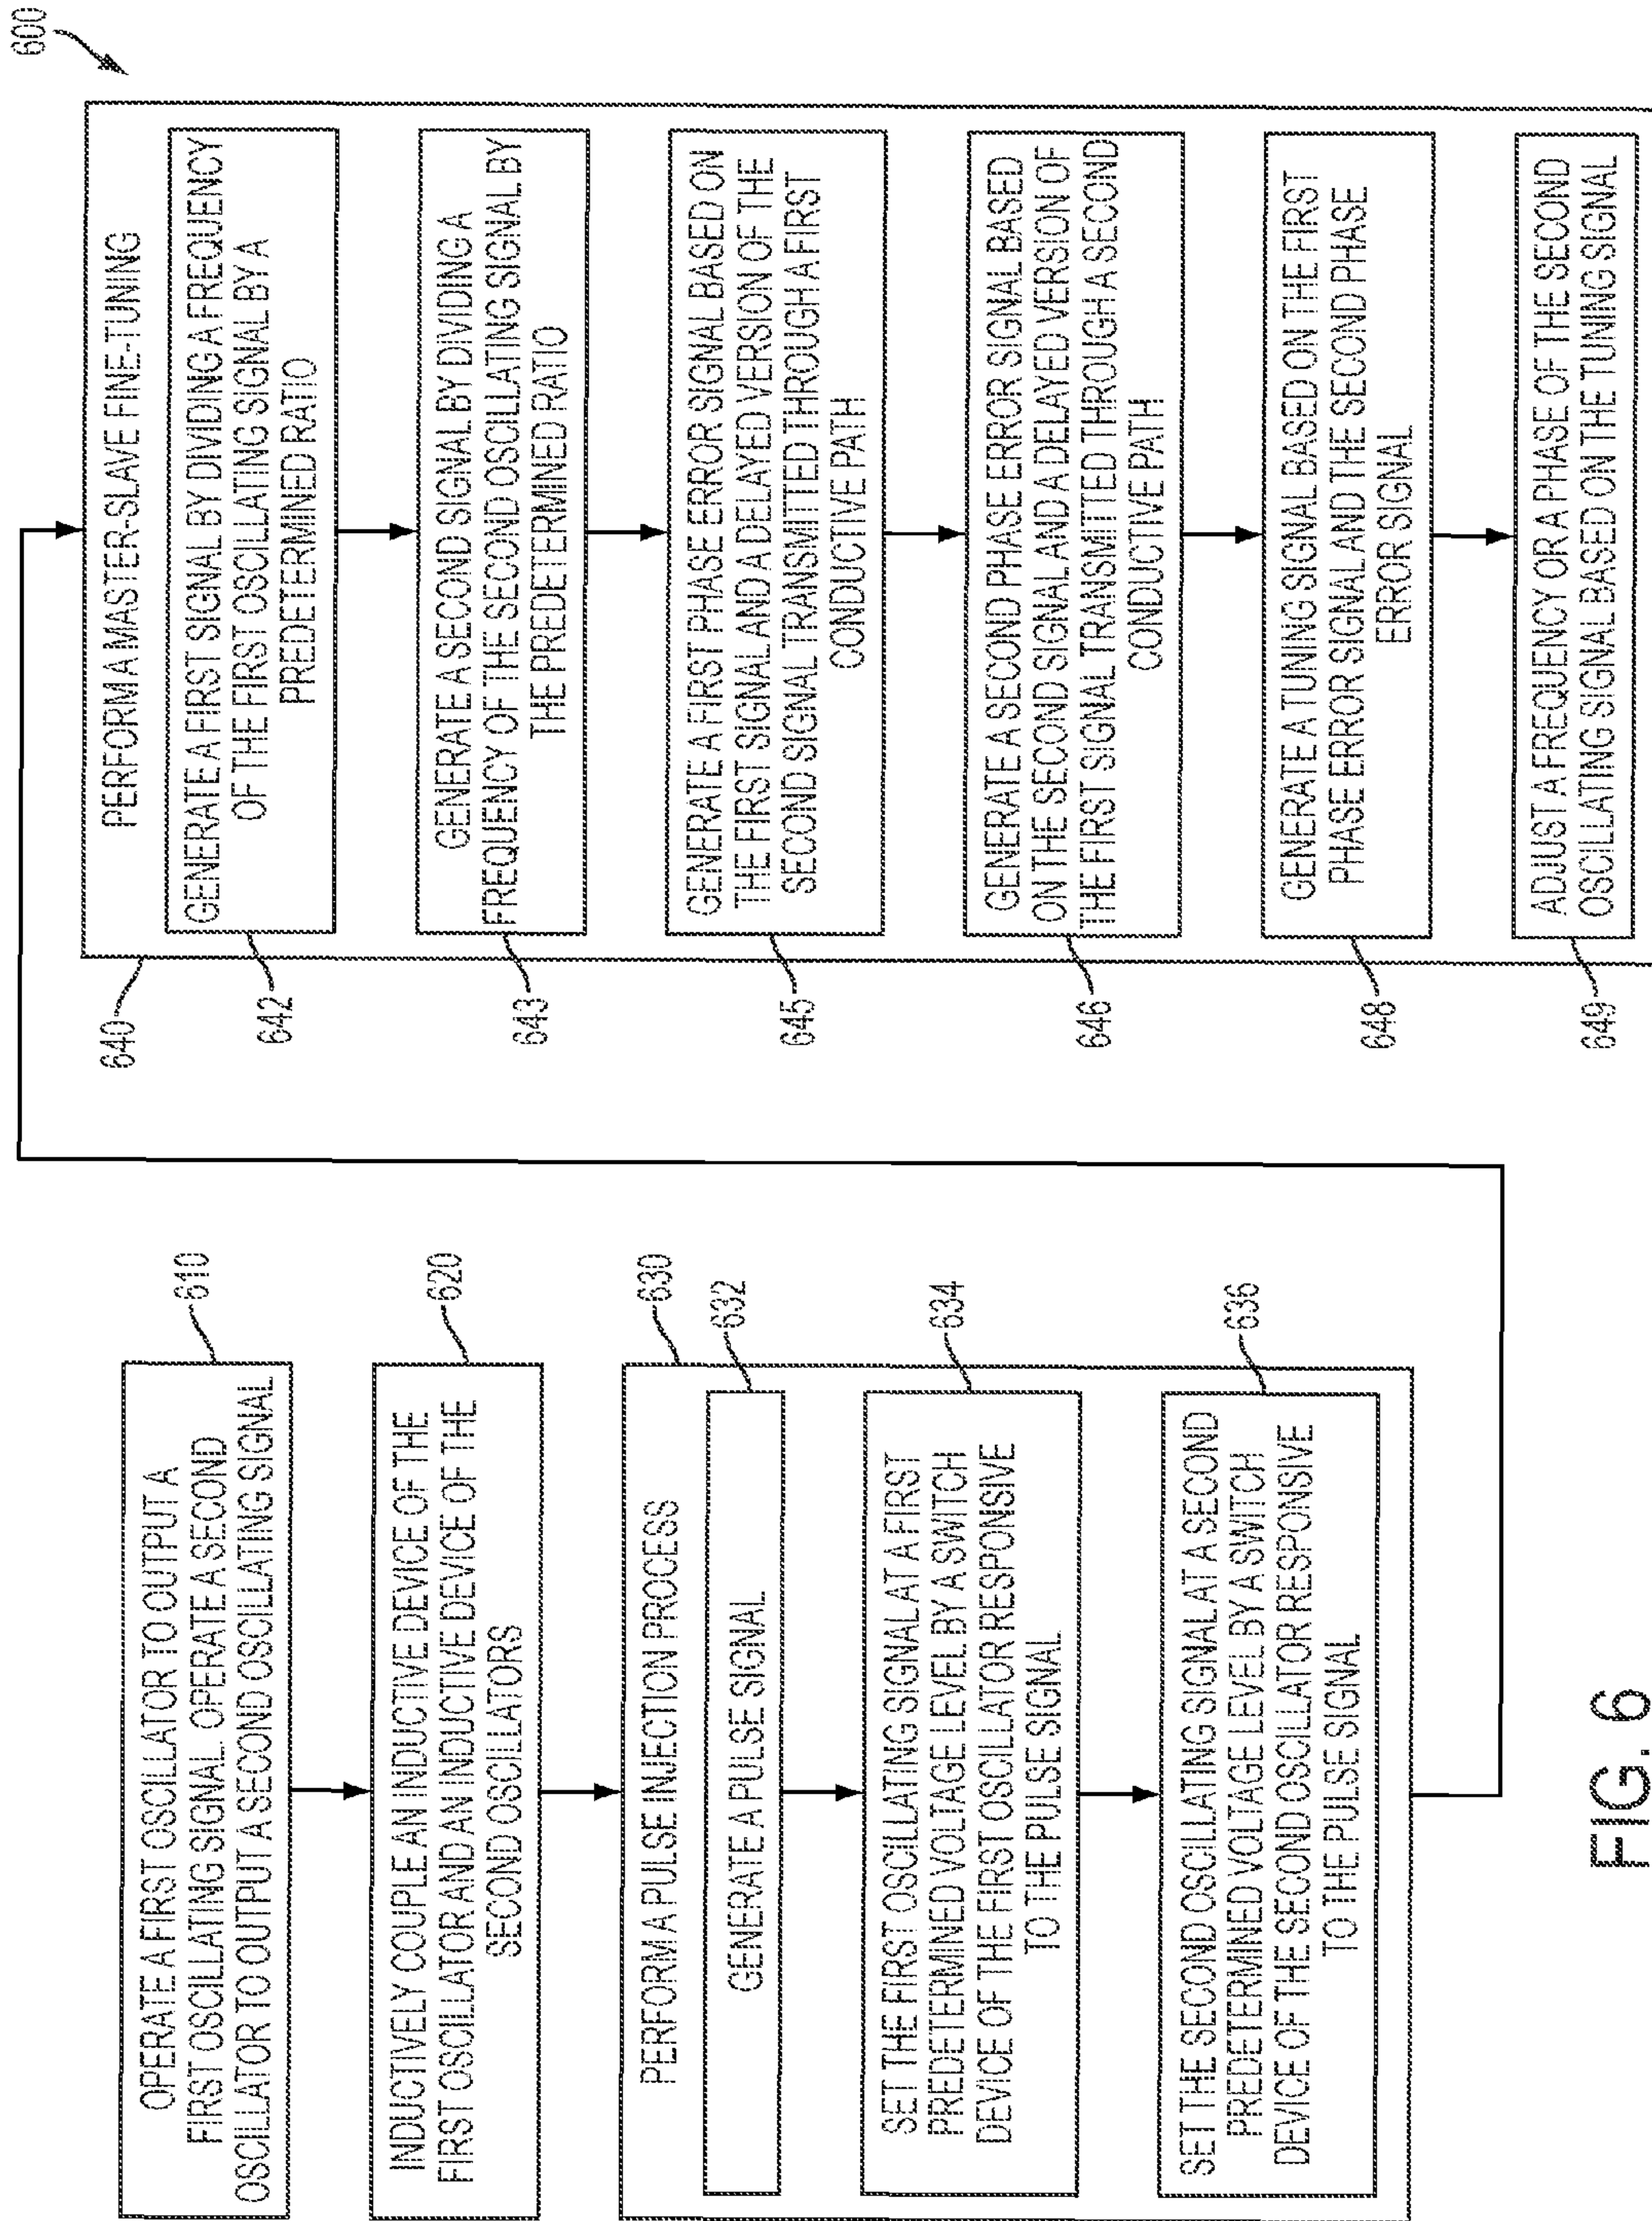 600
OPERATE A FIRST OSCILLATOR TO OUTPUT A
FIRST OSCILLATING SIGNAL. OPERATE A SECOND
OSCILLATOR TO OUTPUT A SECOND OSCILLATING SIGNAL
610
INDUCTIVELY COUPLE AN INDUCTIVE DEVICE OF THE
FIRST OSCILLATOR AND AN INDUCTIVE DEVICE OF THE
SECOND OSCILLATORS
620
PERFORM A PULSE INJECTION PROCESS
630
GENERATE A PULSE SIGNAL
632
SET THE FIRST OSCILLATING SIGNAL AT A FIRST
PREDETERMINED VOLTAGE LEVEL BY A SWITCH
DEVICE OF THE FIRST OSCILLATOR RESPONSIVE
TO THE PULSE SIGNAL
634
SET THE SECOND OSCILLATING SIGNAL AT A SECOND
PREDETERMINED VOLTAGE LEVEL BY A SWITCH
DEVICE OF THE SECOND OSCILLATOR RESPONSIVE
TO THE PULSE SIGNAL
636
640
PERFORM A MASTER-SLAVE FINE-TUNING
642
GENERATE A FIRST SIGNAL BY DIVIDING A FREQUENCY
OF THE FIRST OSCILLATING SIGNAL BY A
PREDETERMINED RATIO
643
GENERATE A SECOND SIGNAL BY DIVIDING A
FREQUENCY OF THE SECOND OSCILLATING SIGNAL BY
THE PREDETERMINED RATIO
645
GENERATE A FIRST PHASE ERROR SIGNAL BASED ON
THE FIRST SIGNAL AND A DELAYED VERSION OF THE
SECOND SIGNAL TRANSMITTED THROUGH A FIRST
CONDUCTIVE PATH
646
GENERATE A SECOND PHASE ERROR SIGNAL BASED
ON THE SECOND SIGNAL AND A DELAYED VERSION OF
THE FIRST SIGNAL TRANSMITTED THROUGH A SECOND
CONDUCTIVE PATH
648
GENERATE A TUNING SIGNAL BASED ON THE FIRST
PHASE ERROR SIGNAL AND THE SECOND PHASE
ERROR SIGNAL
649
ADJUST A FREQUENCY OR A PHASE OF THE SECOND
OSCILLATING SIGNAL BASED ON THE TUNING SIGNAL
FIG. 6